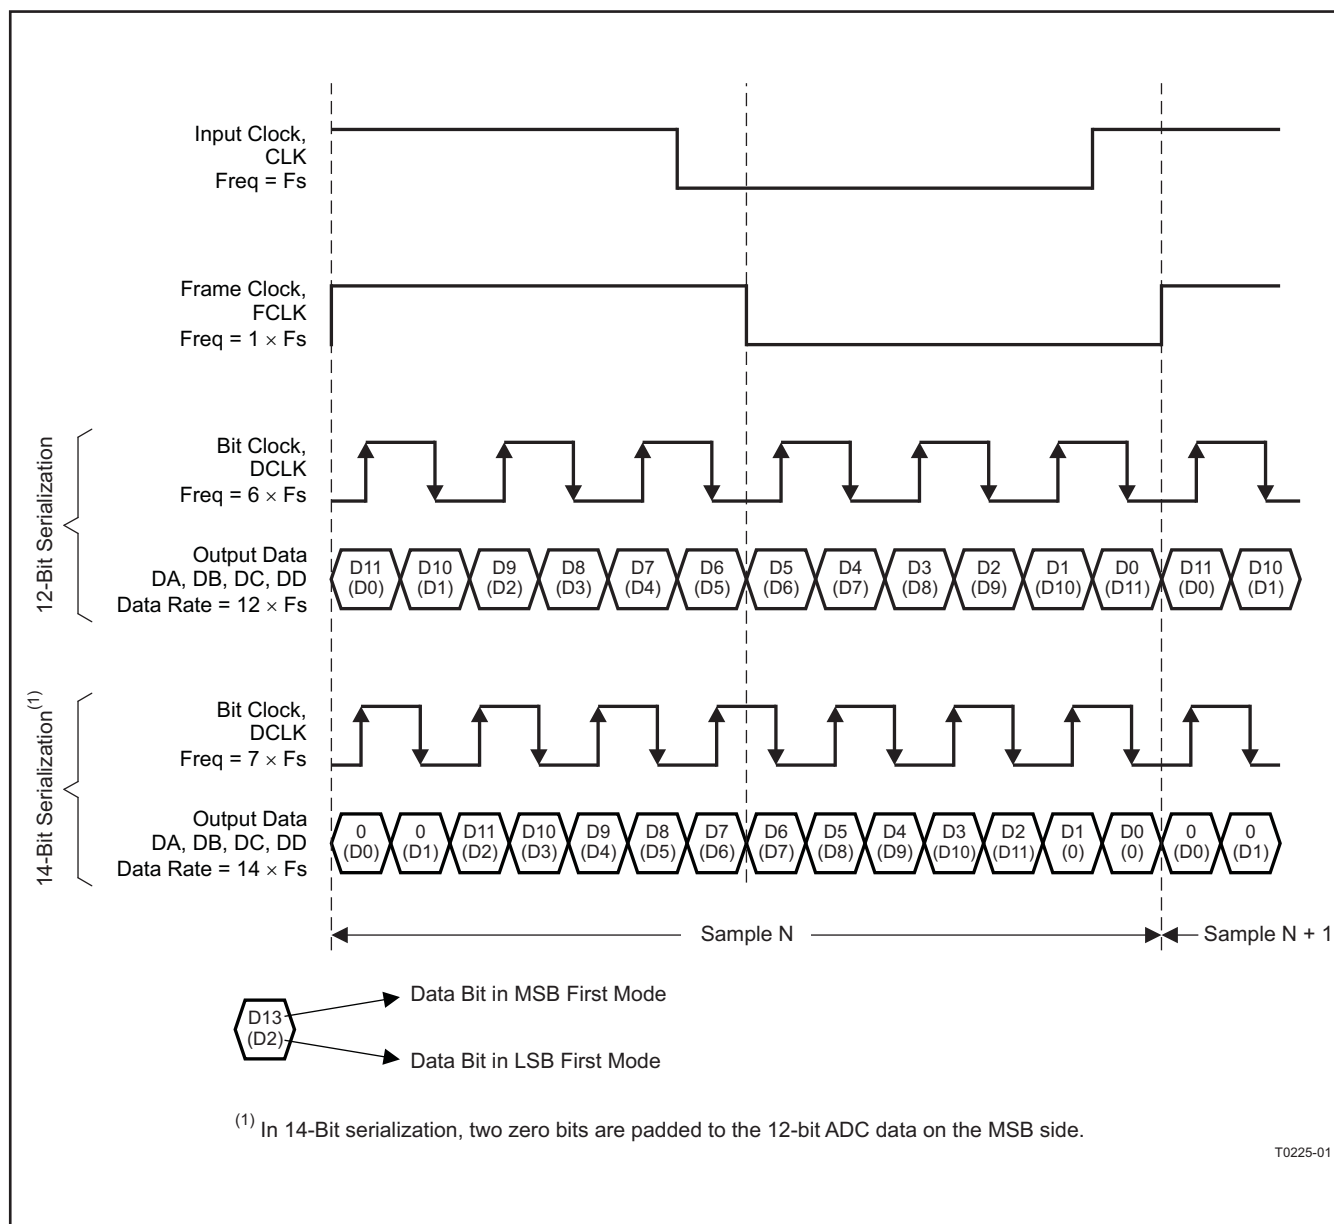 Input Clock,
CLK
Freq = Fs
Frame Clock,
FCLK
Freq = 1 × Fs
12-Bit Serialization
Bit Clock,
DCLK
Freq = 6 × Fs
Output Data
DA, DB, DC, DD
Data Rate = 12 × Fs
D11 D10 D9 D8 D7 D6 D5 D4 D3 D2 D1 D0 D11 D10
(D0) (D1) (D2) (D3) (D4) (D5) (D6) (D7) (D8) (D9) (D10) (D11) (D0) (D1)
14-Bit Serialization(1)
Bit Clock,
DCLK
Freq = 7 × Fs
Output Data
DA, DB, DC, DD
Data Rate = 14 × Fs
0 0 D11 D10 D9 D8 D7 D6 D5 D4 D3 D2 D1 D0 0 0
(D0) (D1) (D2) (D3) (D4) (D5) (D6) (D7) (D8) (D9) (D10) (D11) (0) (0) (D0) (D1)
Sample N
Sample N + 1
D13
(D2)
Data Bit in MSB First Mode
Data Bit in LSB First Mode
(1) In 14-Bit serialization, two zero bits are padded to the 12-bit ADC data on the MSB side.
T0225-01